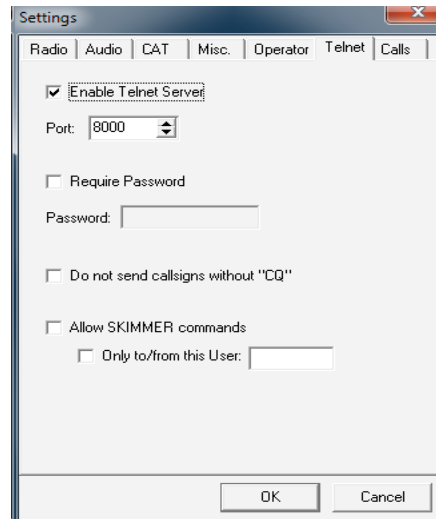 Settings
Radio Audio CAT Misc. Operator Telnet Calls
Enable Telnet Server
Port: 8000
Require Password
Password:
Do not send callsigns without "CQ"
Allow SKIMMER commands
Only to/from this User:
OK Cancel